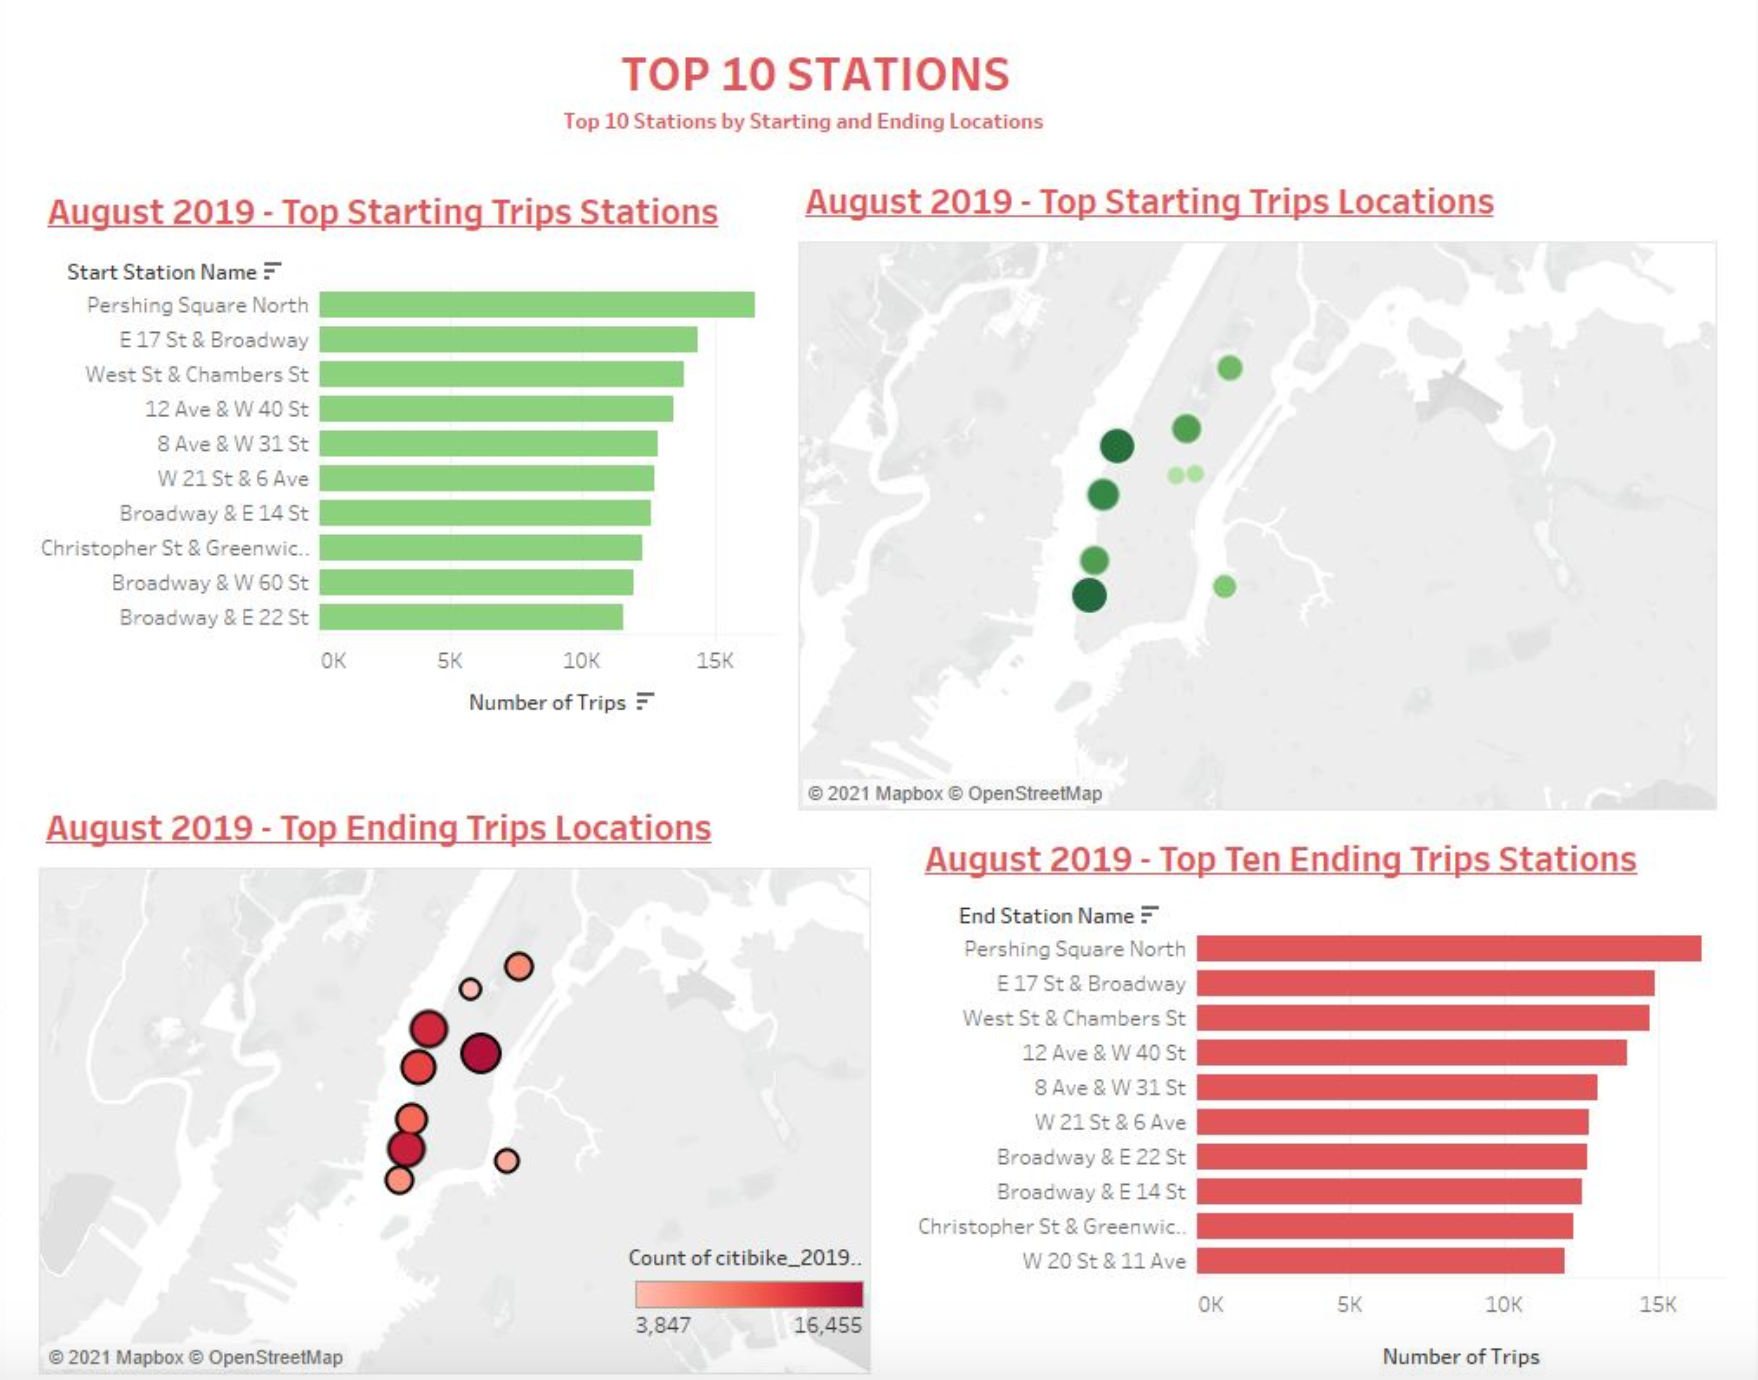 TOP 10 STATIONS
Top 10 Stations by Starting and Ending Locations
August 2019 - Top Starting Trips Stations
Start Station Name
Pershing Square North
E 17 St & Broadway
West St & Chambers St
12 Ave & W 40 St
8 Ave & W 31 St
W 21 St & 6 Ave
Broadway & E 14 St
Christopher St & Greenwic..
Broadway & W 60 St
Broadway & E 22 St
0K 5K 10K 15K
Number of Trips
August 2019 - Top Starting Trips Locations
© 2021 Mapbox © OpenStreetMap
August 2019 - Top Ending Trips Locations
Count of citibike_2019..
3,847 16,455
© 2021 Mapbox © OpenStreetMap
August 2019 - Top Ten Ending Trips Stations
End Station Name
Pershing Square North
E 17 St & Broadway
West St & Chambers St
12 Ave & W 40 St
8 Ave & W 31 St
W 21 St & 6 Ave
Broadway & E 22 St
Broadway & E 14 St
Christopher St & Greenwic..
W 20 St & 11 Ave
0K 5K 10K 15K
Number of Trips